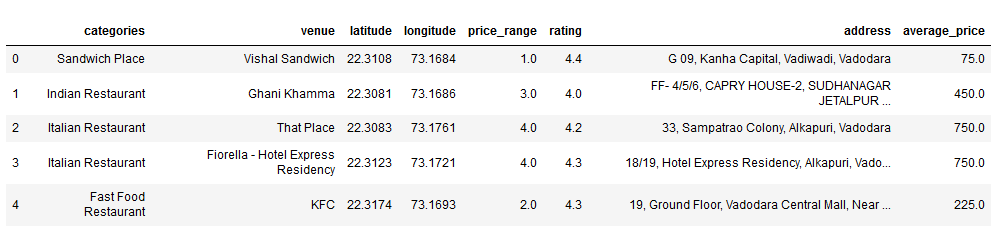 categories venue latitude longitude price_range rating address average_price
0 Sandwich Place Vishal Sandwich 22.3108 73.1684 1.0 4.4 G 09, Kanha Capital, Vadiwadi, Vadodara 75.0
1 Indian Restaurant Ghani Khamma 22.3081 73.1686 3.0 4.0 FF- 4/5/6, CAPRY HOUSE-2, SUDHANAGAR
JETALPUR ... 450.0
2 Italian Restaurant That Place 22.3083 73.1761 4.0 4.2 33, Sampatrao Colony, Alkapuri, Vadodara 750.0
3 Italian Restaurant Fiorella - Hotel Express
Residency 22.3123 73.1721 4.0 4.3 18/19, Hotel Express Residency, Alkapuri, Vado... 750.0
4 Fast Food
Restaurant KFC 22.3174 73.1693 2.0 4.3 19, Ground Floor, Vadodara Central Mall, Near ... 225.0